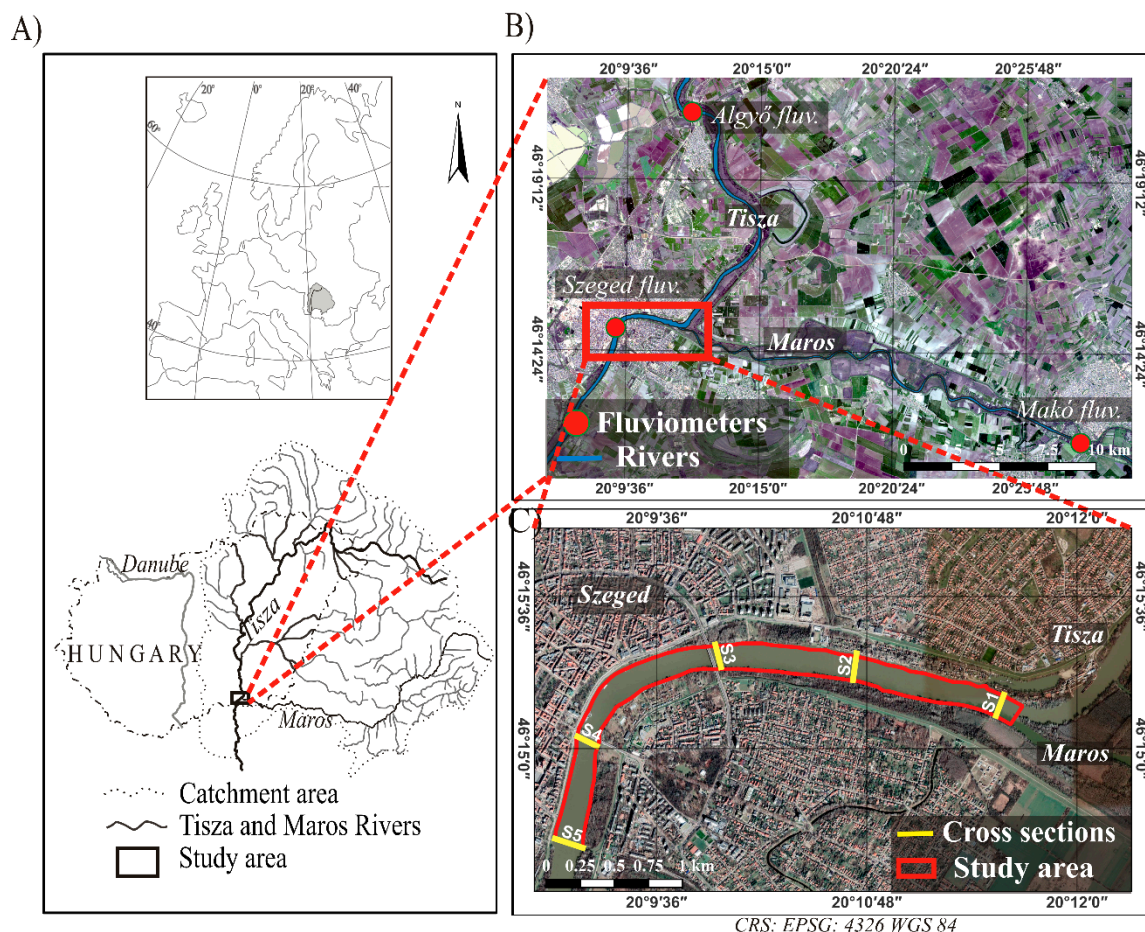 A)
20°
0°
20°
40°
60°
40°
N
Danube
Tisza
HUNGARY
Maros
Catchment area
Tisza and Maros Rivers
Study area
B)
20°9'36" 20°15'0" 20°20'24" 20°25'48"
46°19'12"
46°14'24"
46°19'12"
46°14'24"
Algyő fluv.
Tisza
Szeged fluv.
Maros
Makó fluv.
Fluviometers
Rivers
0 2.5 5 7.5 10 km
20°9'36" 20°15'0" 20°20'24" 20°25'48"
C)
20°9'36" 20°10'48" 20°12'0"
46°15'36"
46°15'0"
46°15'36"
46°15'0"
Szeged
Tisza
Maros
S3
S2
S1
S4
S5
Cross sections
Study area
0 0.25 0.5 0.75 1 km
20°9'36" 20°10'48" 20°12'0"
CRS: EPSG: 4326 WGS 84